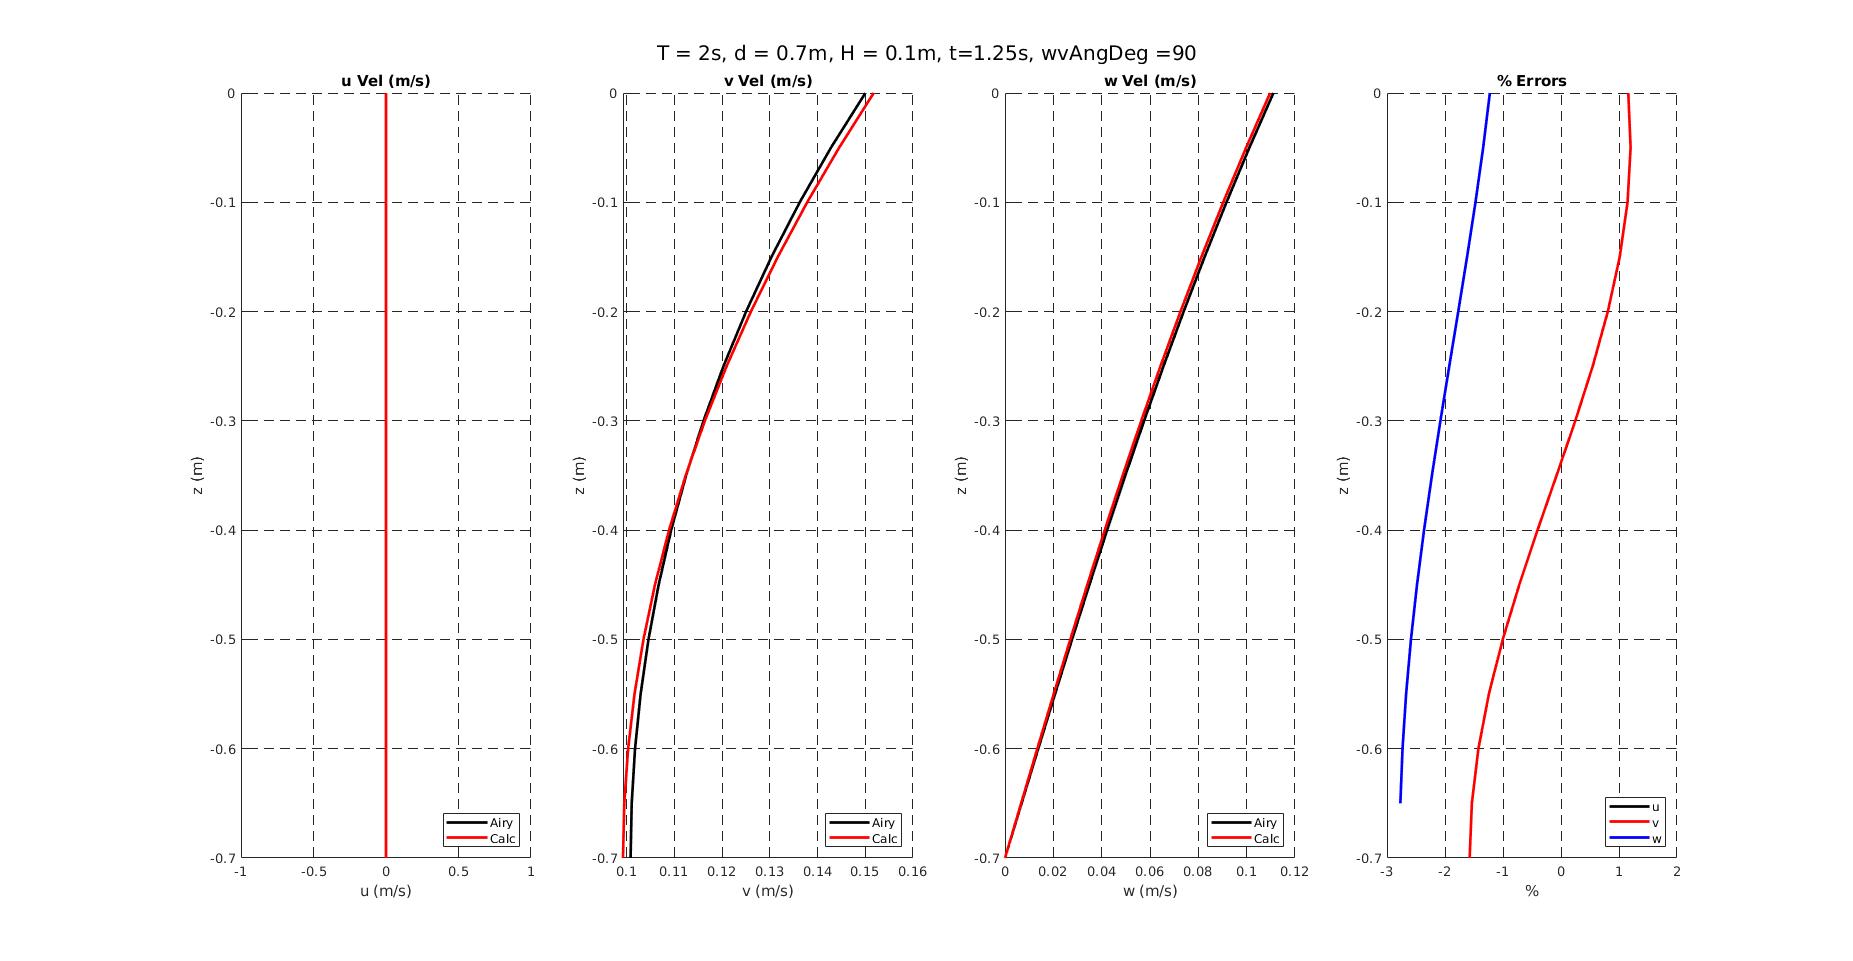 T = 2s, d = 0.7m, H = 0.1m, t=1.25s, wvAngDeg =90
u Vel (m/s)
0
-0.1
-0.2
-0.3
-0.4
-0.5
-0.6
-0.7
z (m)
-1 -0.5 0 0.5 1
u (m/s)
Airy
Calc
v Vel (m/s)
0
-0.1
-0.2
-0.3
-0.4
-0.5
-0.6
-0.7
z (m)
0.1 0.11 0.12 0.13 0.14 0.15 0.16
v (m/s)
Airy
Calc
w Vel (m/s)
0
-0.1
-0.2
-0.3
-0.4
-0.5
-0.6
-0.7
z (m)
0 0.02 0.04 0.06 0.08 0.1 0.12
w (m/s)
Airy
Calc
% Errors
0
-0.1
-0.2
-0.3
-0.4
-0.5
-0.6
-0.7
z (m)
-3 -2 -1 0 1 2
%
u
v
w